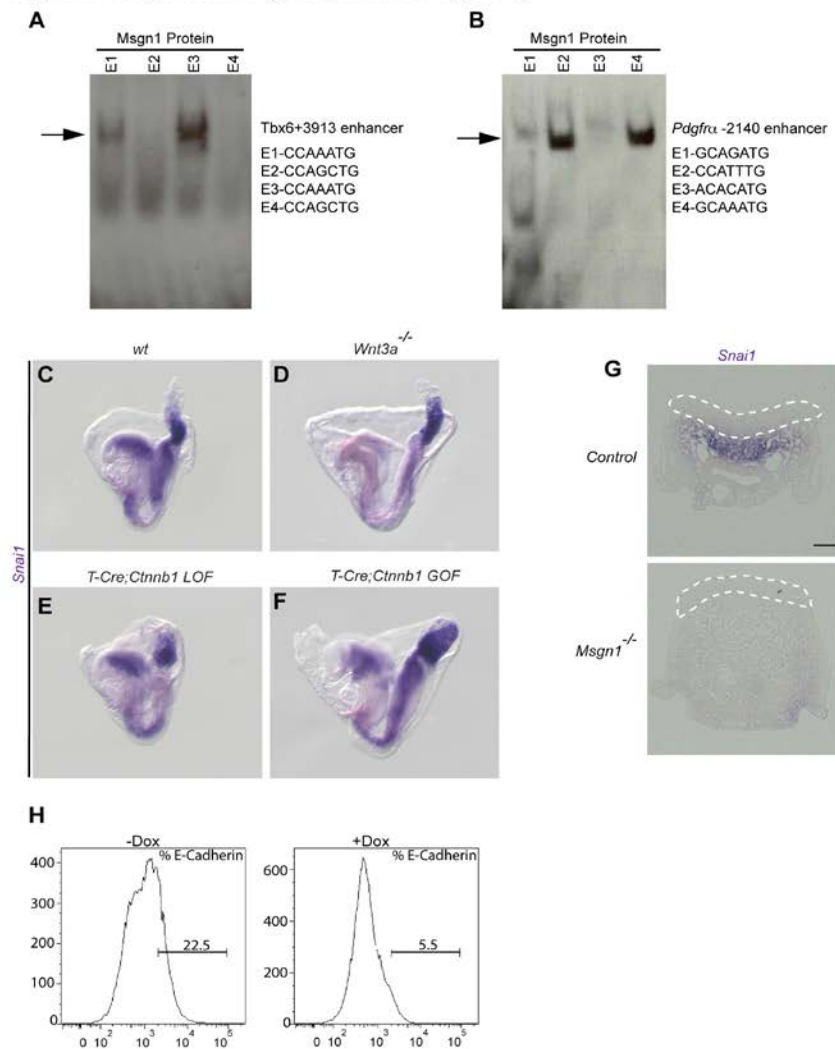 A
Msgn1 Protein
E1 E2 E3 E4
Tbx6+3913 enhancer
E1-CCAAATG
E2-CCAGCTG
E3-CCAAATG
E4-CCAGCTG
B
Msgn1 Protein
E1 E2 E3 E4
Pdgfrα -2140 enhancer
E1-GCAGATG
E2-CCATTTG
E3-ACACATG
E4-GCAAATG
Snai1
wt
C
Wnt3a-/-
D
T-Cre;Ctnnb1 LOF
E
T-Cre;Ctnnb1 GOF
F
G
Snai1
Control
Msgn1-/-
H
-Dox
% E-Cadherin
22.5
400
300
200
100
0
0 10² 10³ 10⁴ 10⁵
+Dox
% E-Cadherin
5.5
600
400
200
0
0 10² 10³ 10⁴ 10⁵